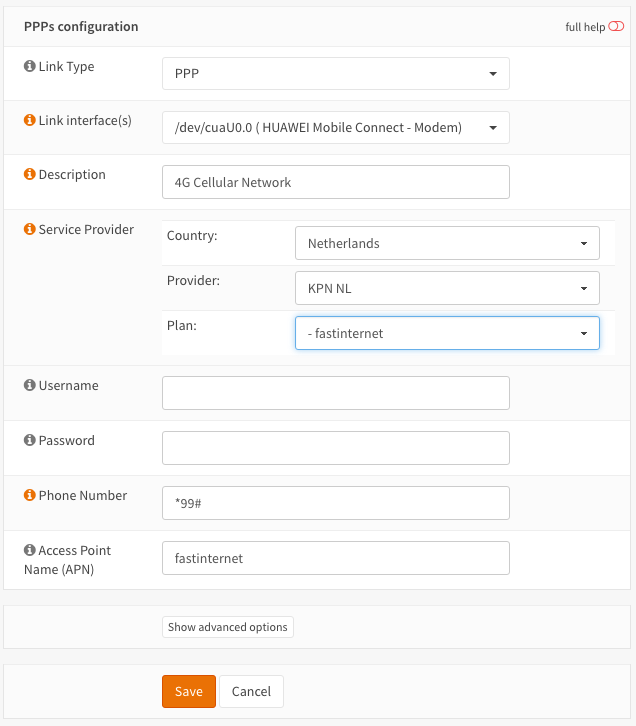 PPPs configuration
full help
Link Type
PPP
Link interface(s)
/dev/cuaU0.0 ( HUAWEI Mobile Connect - Modem)
Description
4G Cellular Network
Service Provider
Country:
Netherlands
Provider:
KPN NL
Plan:
- fastinternet
Username
Password
Phone Number
*99#
Access Point
Name (APN)
fastinternet
Show advanced options
Save
Cancel